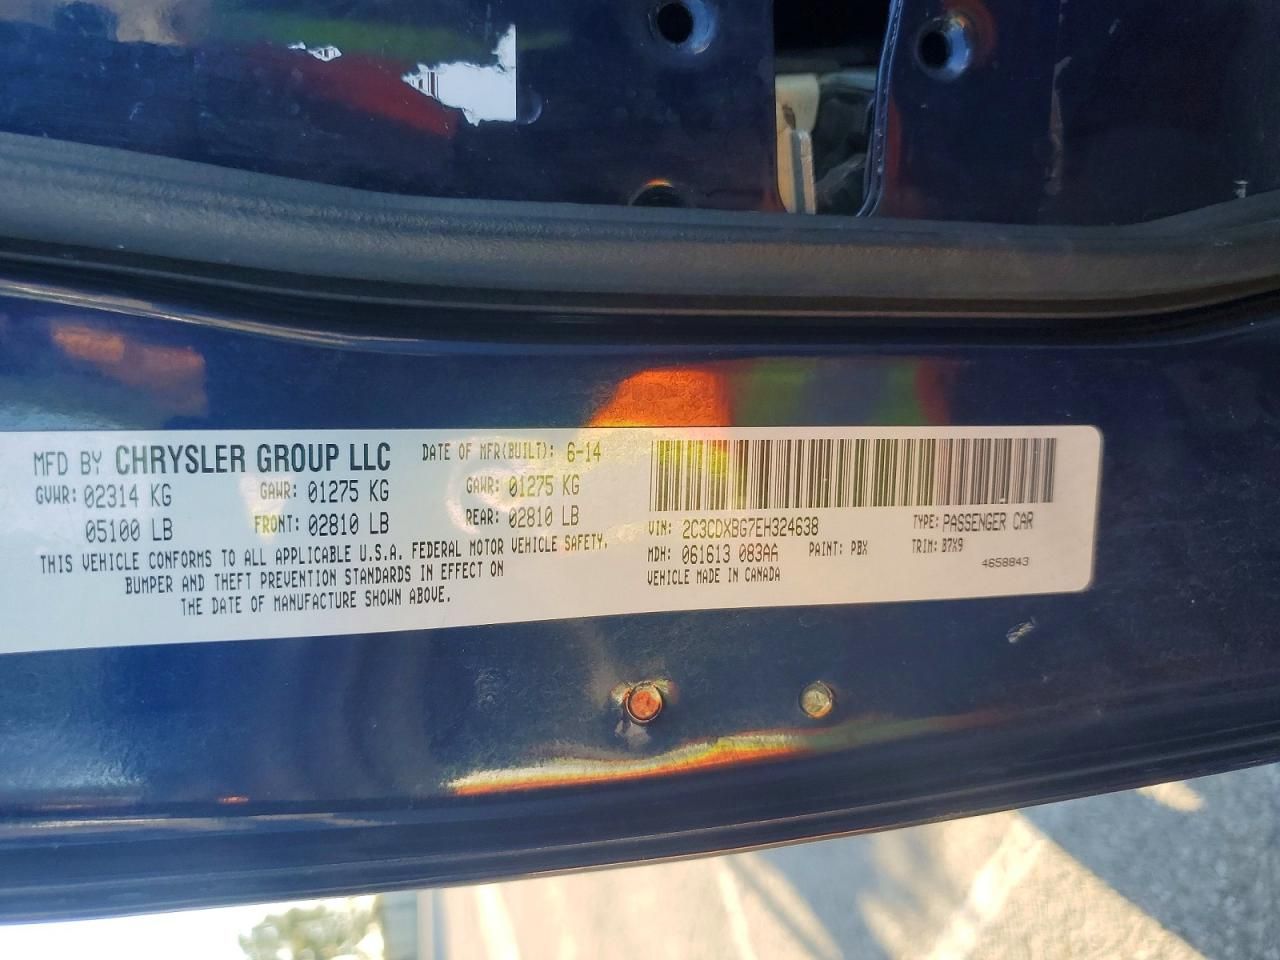 MFD BY CHRYSLER GROUP LLC DATE OF MFR(BUILT): 6-14
GVWR: 02314 KG GAWR: 01275 KG GAWR: 01275 KG
05100 LB FRONT: 02810 LB REAR: 02810 LB
THIS VEHICLE CONFORMS TO ALL APPLICABLE U.S.A. FEDERAL MOTOR VEHICLE SAFETY,
BUMPER AND THEFT PREVENTION STANDARDS IN EFFECT ON
THE DATE OF MANUFACTURE SHOWN ABOVE.
VIN: 2C3CDXBG7EH324638 TYPE: PASSENGER CAR
MDH: 061613 083AA PAINT: PBX TRIM: B7X9
VEHICLE MADE IN CANADA 4658843